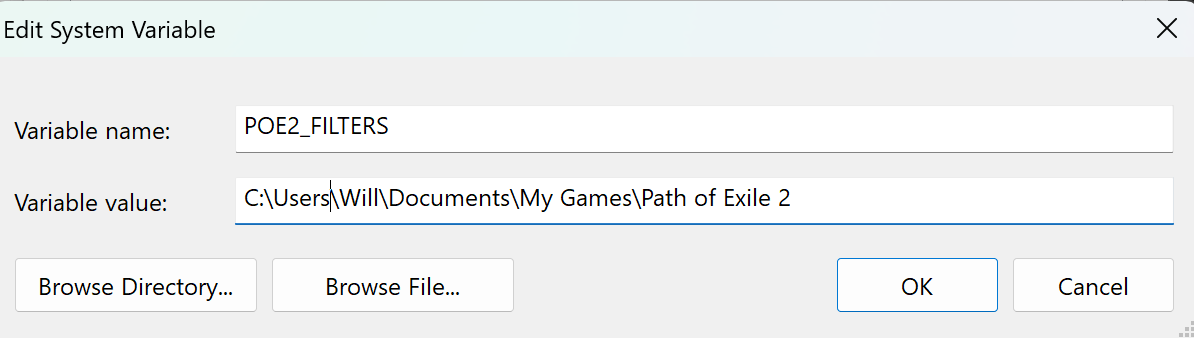 Edit System Variable
Variable name: POE2_FILTERS
Variable value: C:\Users\Will\Documents\My Games\Path of Exile 2
Browse Directory... Browse File... OK Cancel